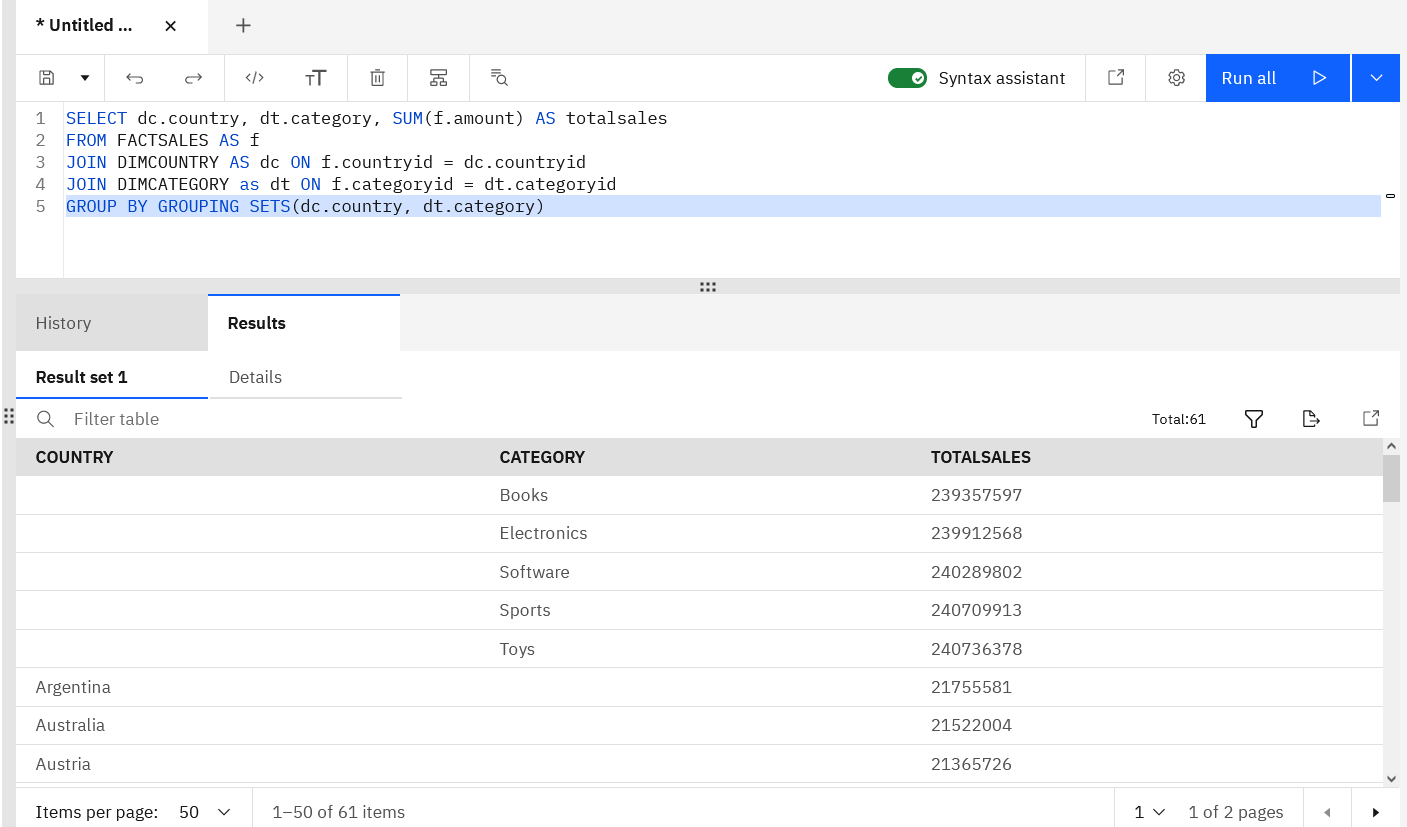 * Untitled ...
Syntax assistant
Run all
1 SELECT dc.country, dt.category, SUM(f.amount) AS totalsales
2 FROM FACTSALES AS f
3 JOIN DIMCOUNTRY AS dc ON f.countryid = dc.countryid
4 JOIN DIMCATEGORY as dt ON f.categoryid = dt.categoryid
5 GROUP BY GROUPING SETS(dc.country, dt.category)
History Results
Result set 1 Details
Filter table Total:61
COUNTRY CATEGORY TOTALSALES
Books 239357597
Electronics 239912568
Software 240289802
Sports 240709913
Toys 240736378
Argentina 21755581
Australia 21522004
Austria 21365726
Items per page: 50 1–50 of 61 items 1 1 of 2 pages